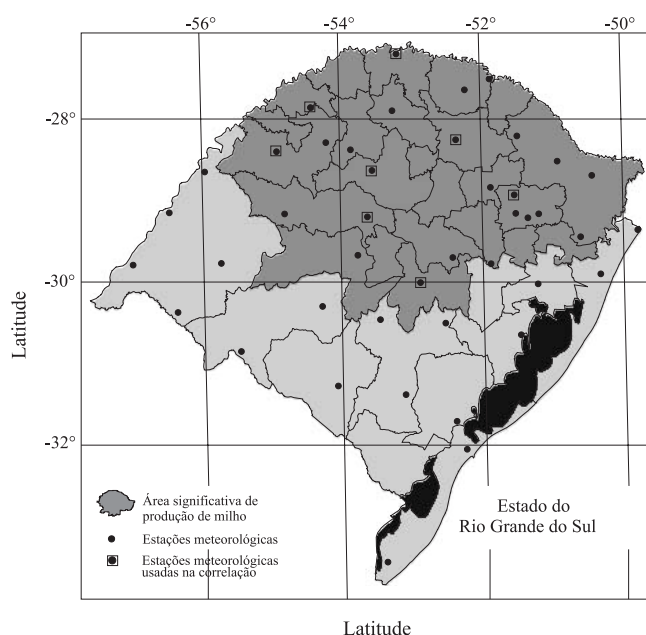 -56° -54° -52° -50°
-28°
-30°
Latitude
-32°
Área significativa de
produção de milho
Estações meteorológicas
Estações meteorológicas
usadas na correlação
Estado do
Rio Grande do Sul
Latitude